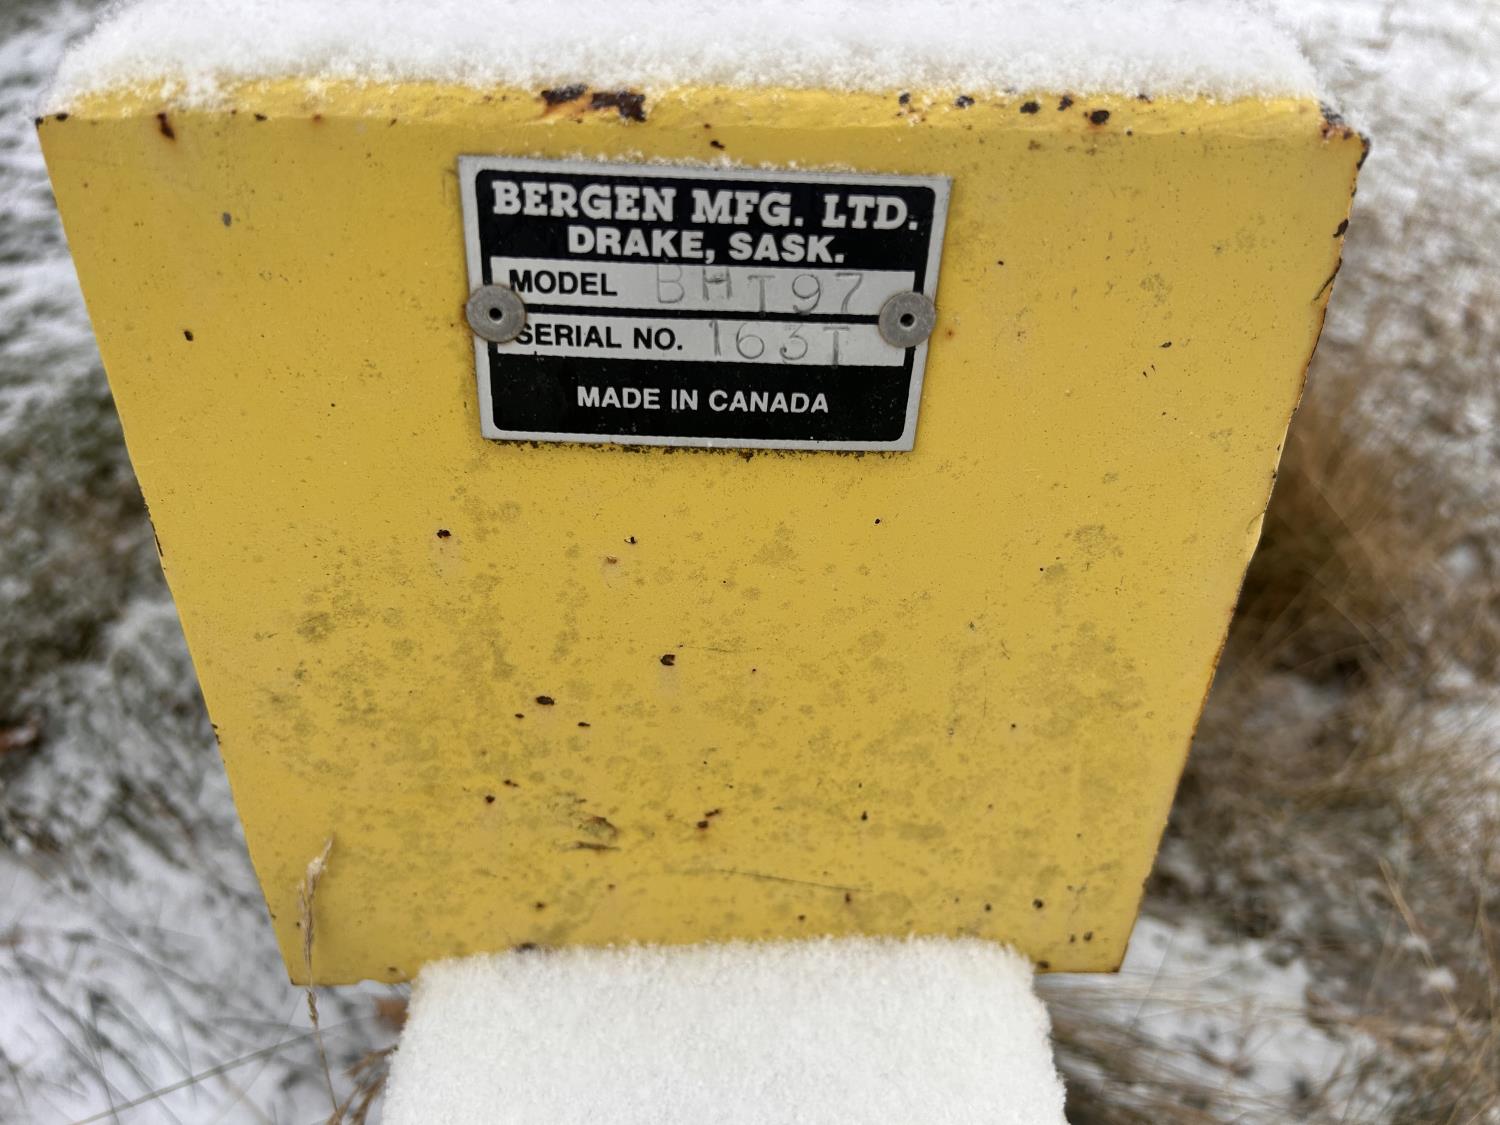 BERGEN MFG. LTD.
DRAKE, SASK.
MODEL BHT97
SERIAL NO. 163T
MADE IN CANADA